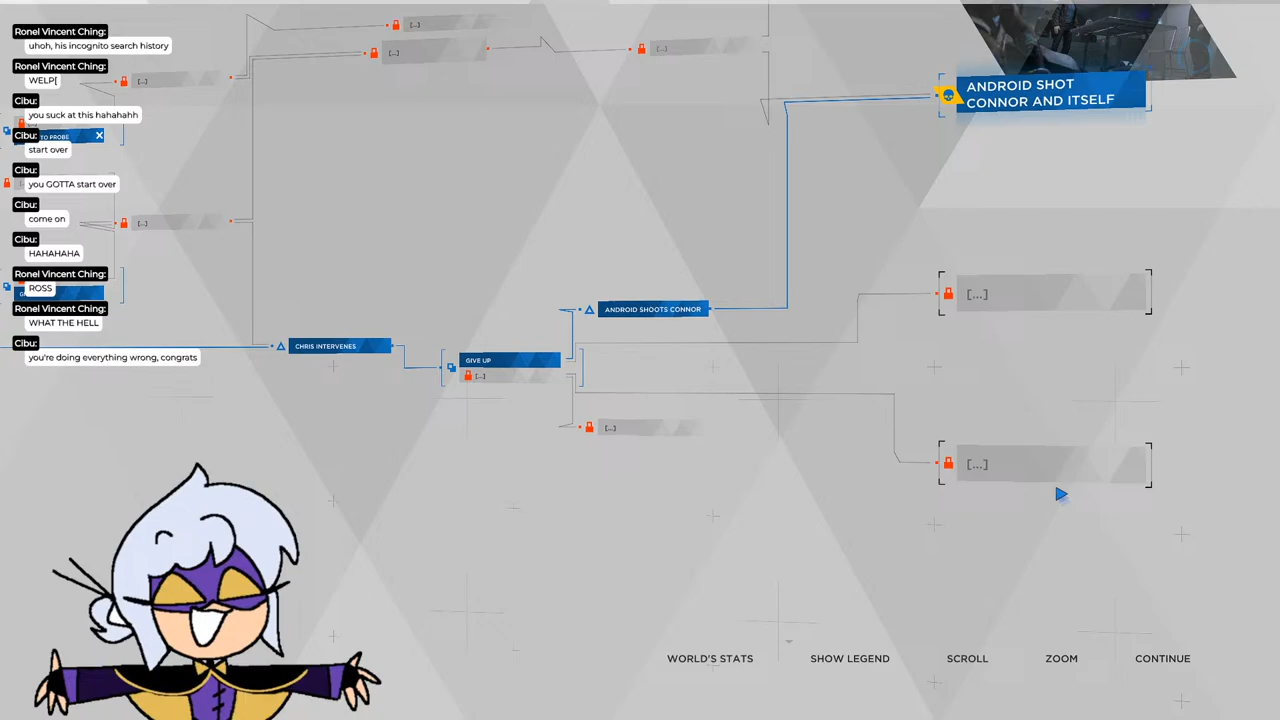 Ronel Vincent Ching:
uhoh, his incognito search history
Ronel Vincent Ching:
WELP[
Cibu:
you suck at this hahahahh
Cibu:
start over
Cibu:
you GOTTA start over
Cibu:
come on
Cibu:
HAHAHAHA
Ronel Vincent Ching:
ROSS
Ronel Vincent Ching:
WHAT THE HELL
Cibu:
you're doing everything wrong, congrats
TO PROBE
[...]
[...]
[...]
[...]
[...]
CHRIS INTERVENES
GIVE UP
[...]
ANDROID SHOOTS CONNOR
[...]
ANDROID SHOT
CONNOR AND ITSELF
[...]
[...]
WORLD'S STATS
SHOW LEGEND
SCROLL
ZOOM
CONTINUE